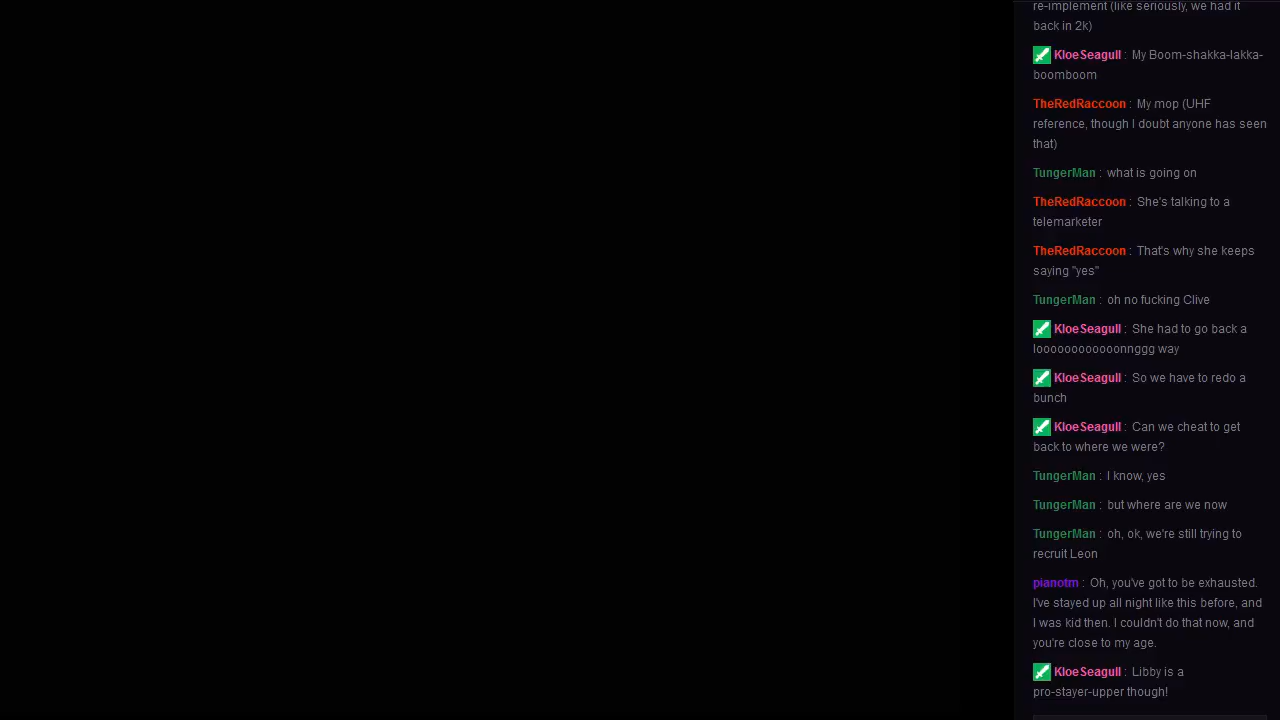 re-implement (like seriously, we had it
back in 2k)
KloeSeagull : My Boom-shakka-lakka-
boomboom
TheRedRaccoon : My mop (UHF
reference, though I doubt anyone has seen
that)
TungerMan : what is going on
TheRedRaccoon : She's talking to a
telemarketer
TheRedRaccoon : That's why she keeps
saying "yes"
TungerMan : oh no fucking Clive
KloeSeagull : She had to go back a
looooooooooonnggg way
KloeSeagull : So we have to redo a
bunch
KloeSeagull : Can we cheat to get
back to where we were?
TungerMan : I know, yes
TungerMan : but where are we now
TungerMan : oh, ok, we're still trying to
recruit Leon
pianotm : Oh, you've got to be exhausted.
I've stayed up all night like this before, and
I was kid then. I couldn't do that now, and
you're close to my age.
KloeSeagull : Libby is a
pro-stayer-upper though!